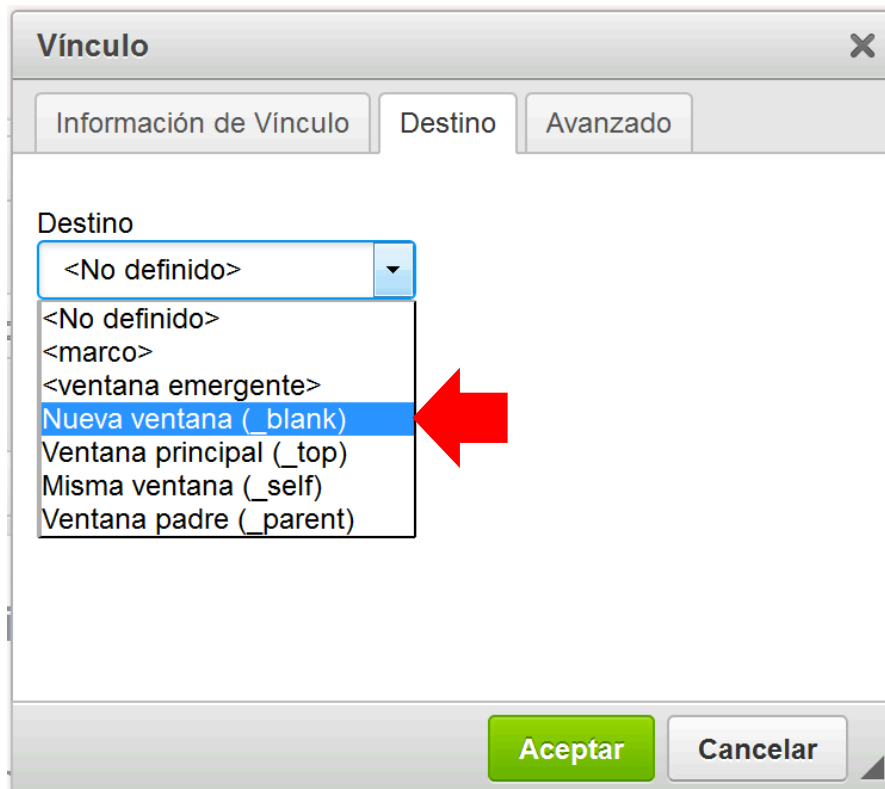 Vínculo
Información de Vínculo Destino Avanzado
Destino
<No definido>
<No definido>
<marco>
<ventana emergente>
Nueva ventana (_blank)
Ventana principal (_top)
Misma ventana (_self)
Ventana padre (_parent)
Aceptar Cancelar